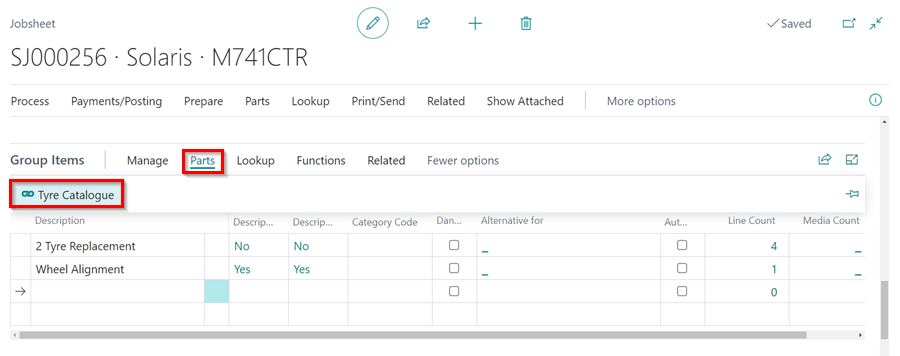 Jobsheet
Saved
SJ000256 · Solaris · M741CTR
Process Payments/Posting Prepare Parts Lookup Print/Send Related Show Attached More options
Group Items Manage Parts Lookup Functions Related Fewer options
Tyre Catalogue
Description Descrip... Descrip... Category Code Dan... Alternative for Aut... Line Count Media Count
2 Tyre Replacement No No _ 4 _
Wheel Alignment Yes Yes _ 1 _
0